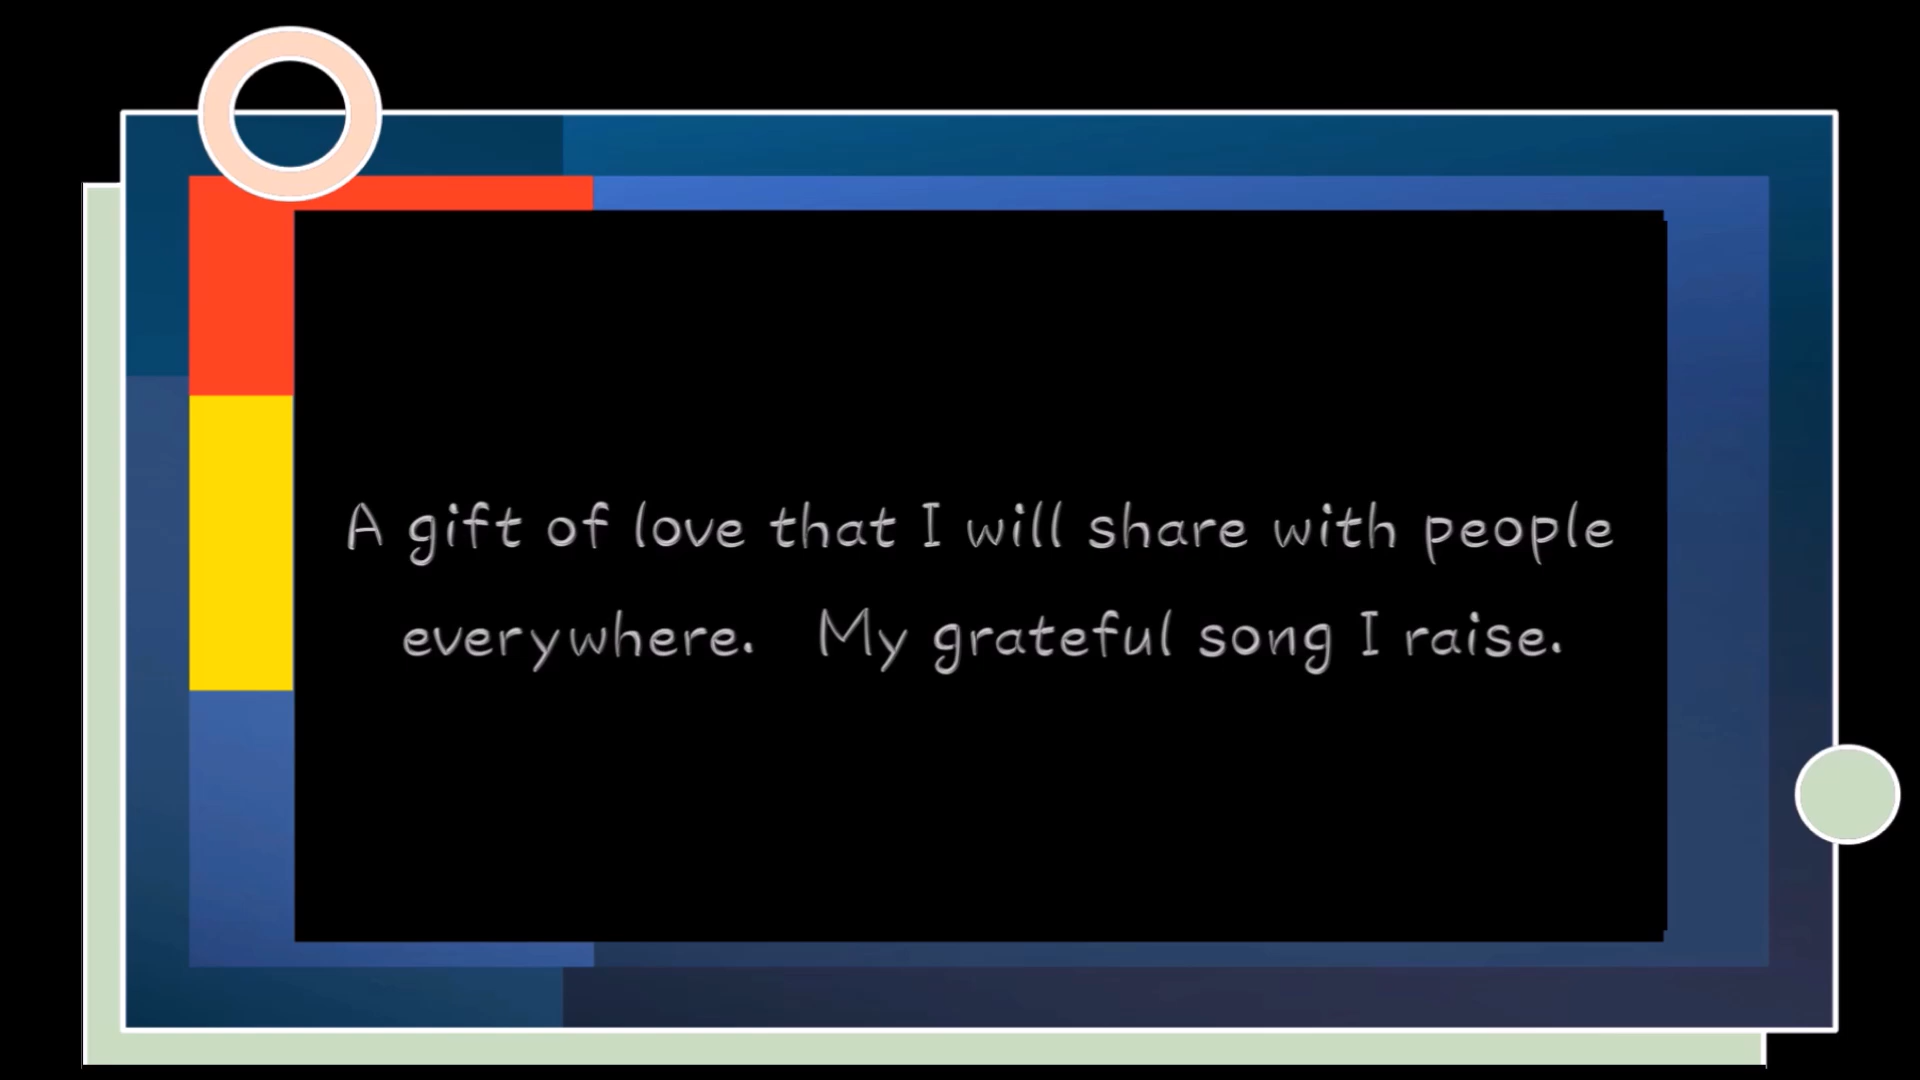 A gift of love that I will share with people
everywhere. My grateful song I raise.